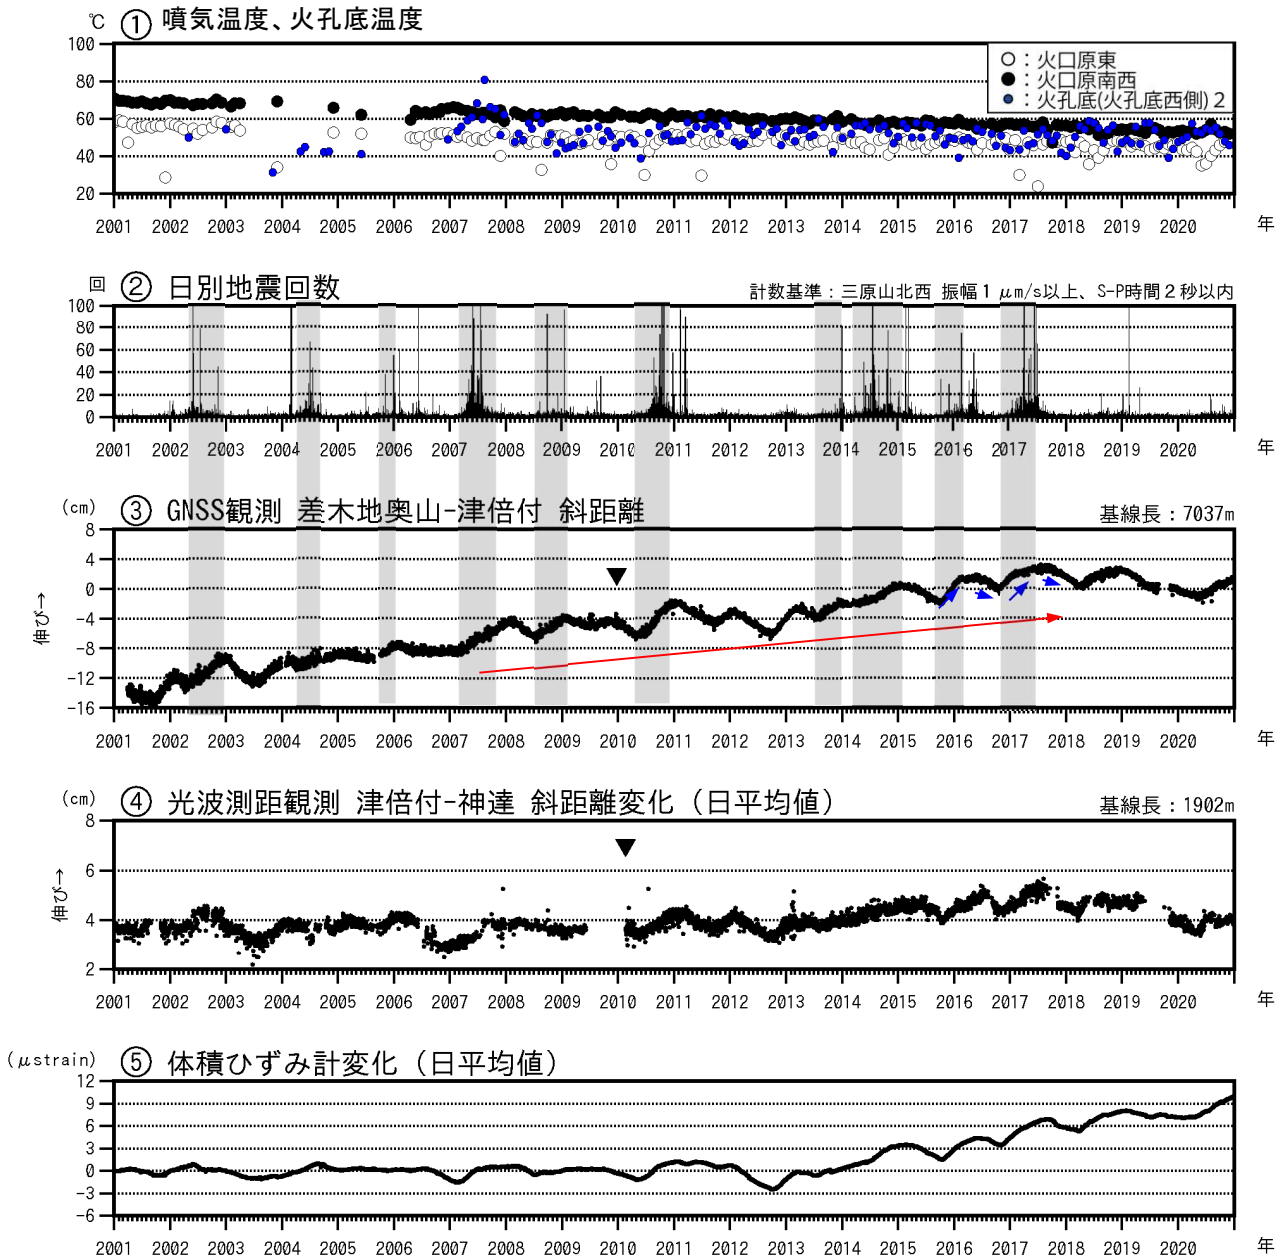 ℃ ① 噴気温度、火孔底温度
100
80
60
40
20
○：火口原東
●：火口原南西
●：火孔底(火孔底西側)2
2001 2002 2003 2004 2005 2006 2007 2008 2009 2010 2011 2012 2013 2014 2015 2016 2017 2018 2019 2020 年
回 ② 日別地震回数
計数基準：三原山北西 振幅1μm/s以上、S-P時間2秒以内
100
80
60
40
20
0
2001 2002 2003 2004 2005 2006 2007 2008 2009 2010 2011 2012 2013 2014 2015 2016 2017 2018 2019 2020 年
(cm) ③ GNSS観測 差木地奥山-津倍付 斜距離
基線長：7037m
8
4
0
-4
-8
-12
-16
伸び→
2001 2002 2003 2004 2005 2006 2007 2008 2009 2010 2011 2012 2013 2014 2015 2016 2017 2018 2019 2020 年
(cm) ④ 光波測距観測 津倍付-神達 斜距離変化（日平均値）
基線長：1902m
8
6
4
2
伸び→
2001 2002 2003 2004 2005 2006 2007 2008 2009 2010 2011 2012 2013 2014 2015 2016 2017 2018 2019 2020 年
(μstrain) ⑤ 体積ひずみ計変化（日平均値）
12
9
6
3
0
-3
-6
2001 2002 2003 2004 2005 2006 2007 2008 2009 2010 2011 2012 2013 2014 2015 2016 2017 2018 2019 2020 年